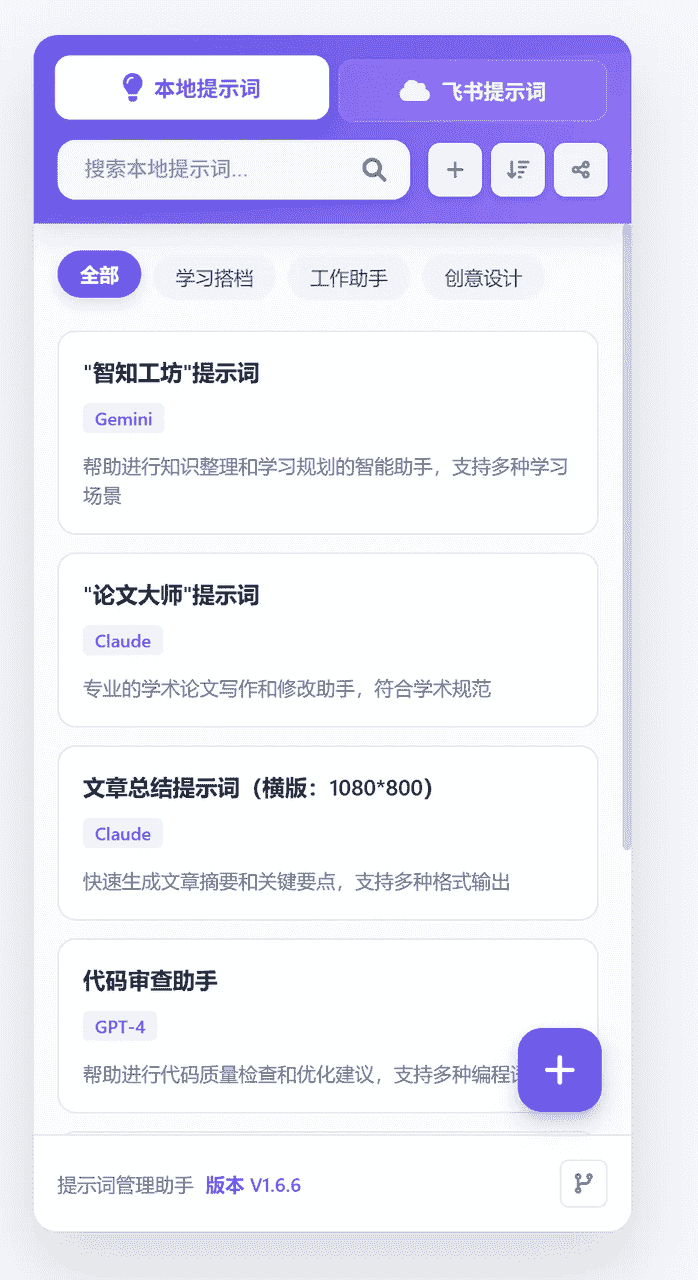 本地提示词
飞书提示词
搜索本地提示词...
全部
学习搭档
工作助手
创意设计
"智知工坊"提示词
Gemini
帮助进行知识整理和学习规划的智能助手，支持多种学习
场景
"论文大师"提示词
Claude
专业的学术论文写作和修改助手，符合学术规范
文章总结提示词（横版：1080*800）
Claude
快速生成文章摘要和关键要点，支持多种格式输出
代码审查助手
GPT-4
帮助进行代码质量检查和优化建议，支持多种编程
提示词管理助手 版本 V1.6.6